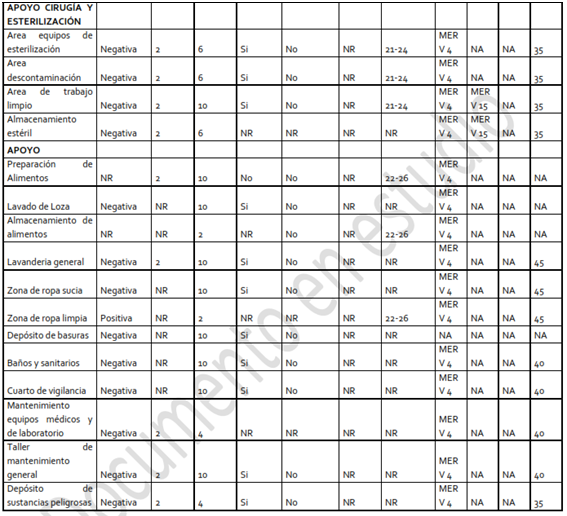 APOYO CIRUGÍA Y
ESTERILIZACIÓN
Area equipos de
esterilización Negativa 2 6 Si No NR 21-24 MER V 4 NA NA 35
Area
descontaminación Negativa 2 6 Si No NR 21-24 MER V 4 NA NA 35
Area de trabajo
limpio Negativa 2 10 Si No NR 21-24 MER V 4 MER V 15 NA 35
Almacenamiento
estéril Negativa 2 6 NR NR NR NR MER V 4 MER V 15 NA 35
APOYO
Preparación de
Alimentos NR 2 10 No No NR 22-26 MER V 4 NA NA NA
Lavado de Loza Negativa NR 10 Si No NR NR MER V 4 NA NA NA
Almacenamiento de
alimentos NR NR 2 NR No NR 22-26 MER V 4 NA NA NA
Lavanderia general Negativa 2 10 Si No NR NR MER V 4 NA NA 45
Zona de ropa sucia Negativa NR 10 Si No NR NR MER V 4 NA NA 45
Zona de ropa limpia Positiva NR 2 NR NR NR 22-26 MER V 4 NA NA 45
Depósito de basuras Negativa NR 10 Si No NR NR NA NA NA NA
Baños y sanitarios Negativa NR 10 Si No NR NR MER V 4 NA NA 40
Cuarto de vigilancia Negativa NR 10 Si No NR NR MER V 4 NA NA 40
Mantenimiento
equipos médicos y
de laboratorio Negativa 2 4 NR NR NR NR MER V 4 NA NA 40
Taller de
mantenimiento
general Negativa 2 10 Si No NR NR MER V 4 NA NA 40
Depósito de
sustancias peligrosas Negativa 2 4 Si No NR NR MER V 4 NA NA 35
Documento en estudio